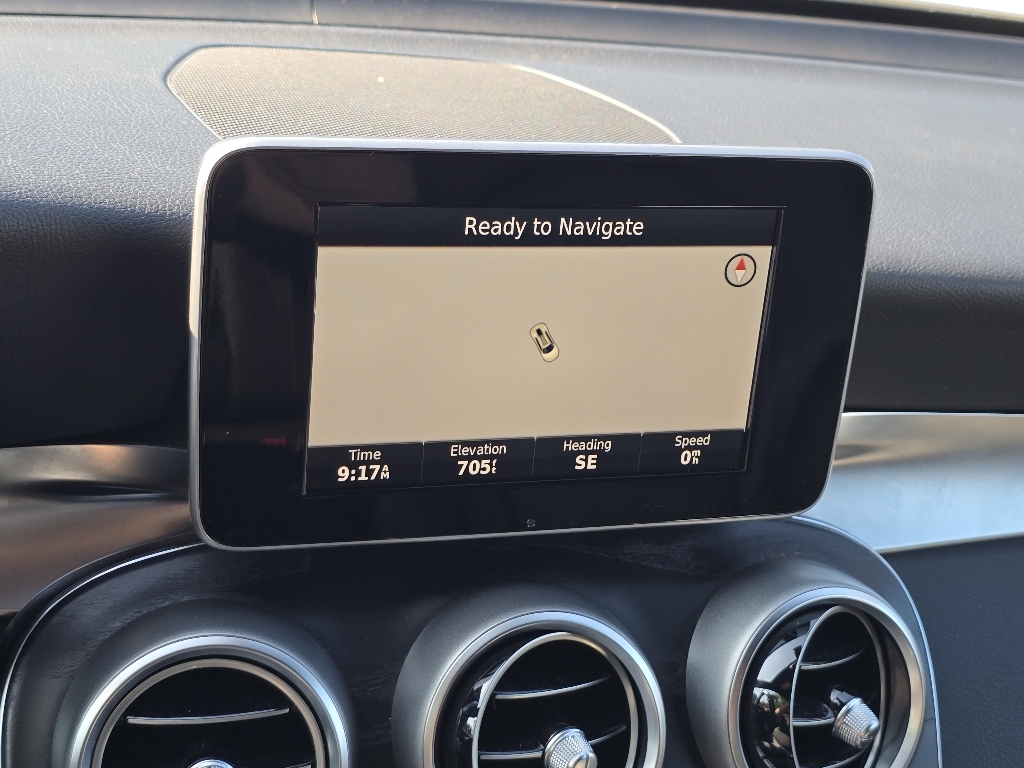 Ready to Navigate
Time Elevation Heading Speed
9:17AM 705ft SE 0mh